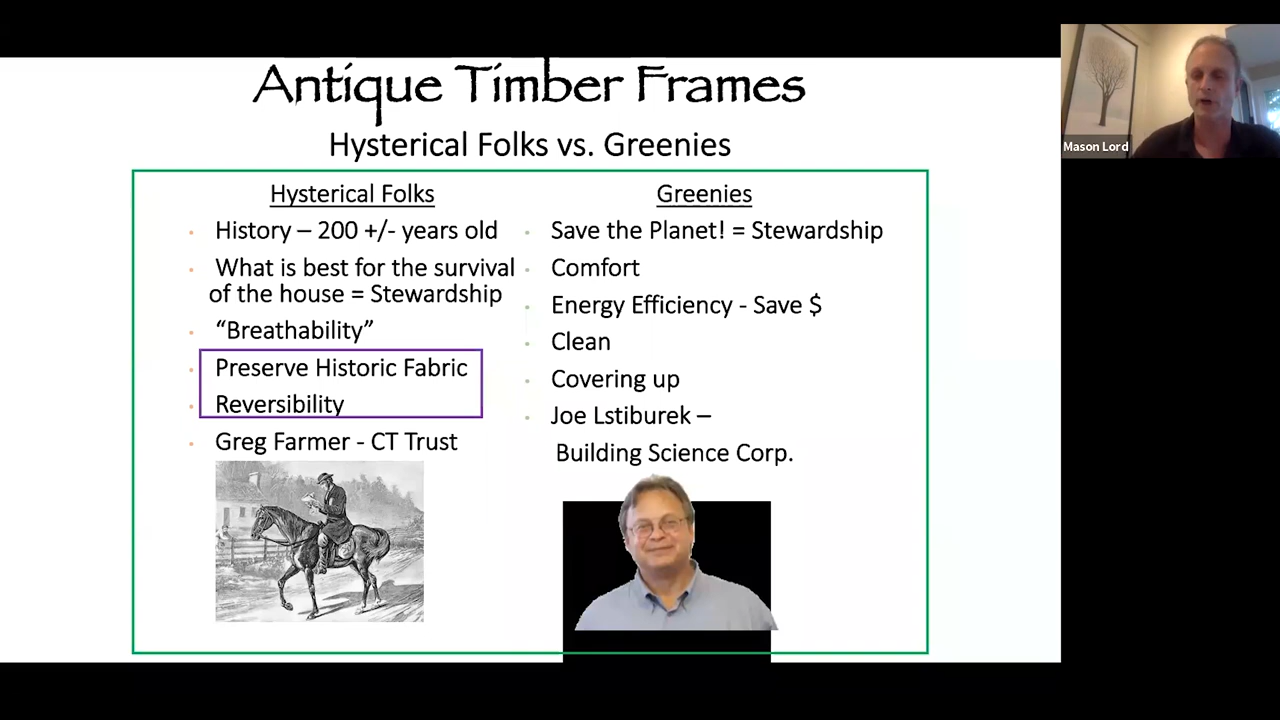 Antique Timber Frames
Hysterical Folks vs. Greenies
Hysterical Folks
History – 200 +/- years old
What is best for the survival
of the house = Stewardship
“Breathability”
Preserve Historic Fabric
Reversibility
Greg Farmer - CT Trust
Greenies
Save the Planet! = Stewardship
Comfort
Energy Efficiency - Save $
Clean
Covering up
Joe Lstiburek –
Building Science Corp.
Mason Lord